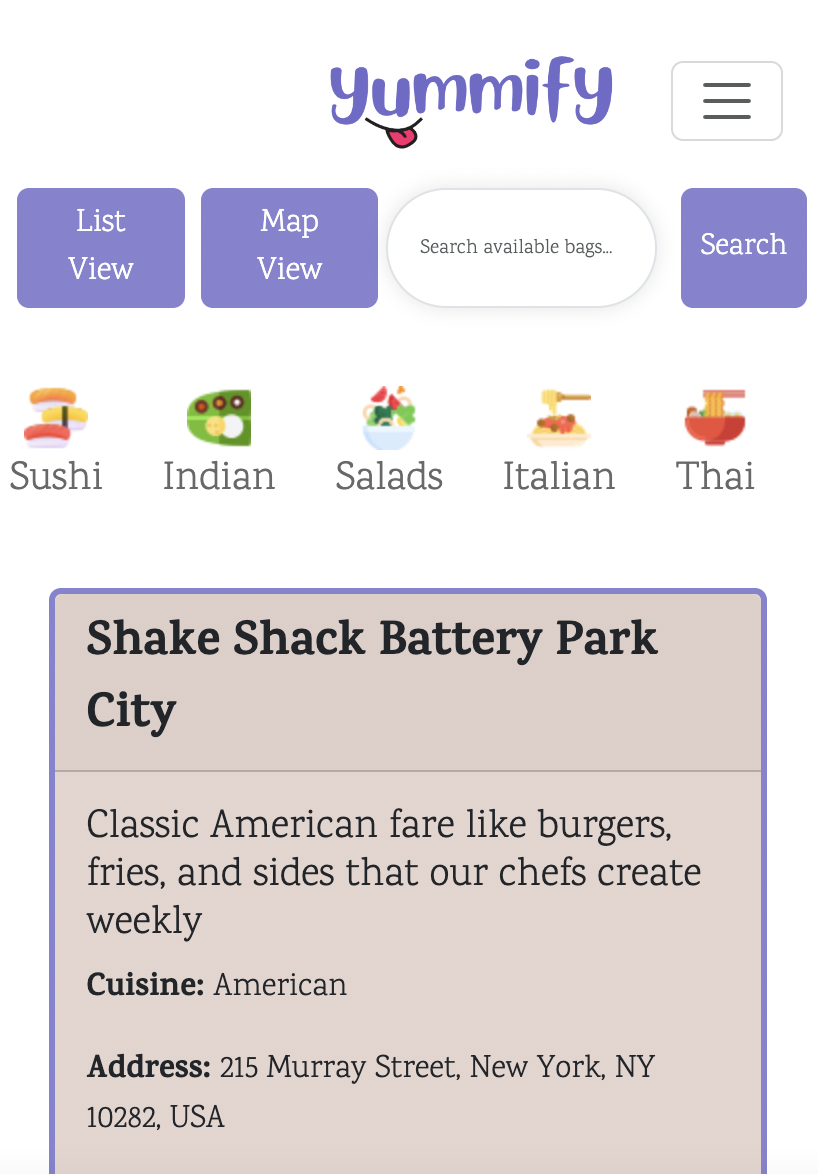 yummify
List
View
Map
View
Search available bags...
Search
Sushi
Indian
Salads
Italian
Thai
Shake Shack Battery Park
City
Classic American fare like burgers,
fries, and sides that our chefs create
weekly
Cuisine: American
Address: 215 Murray Street, New York, NY
10282, USA